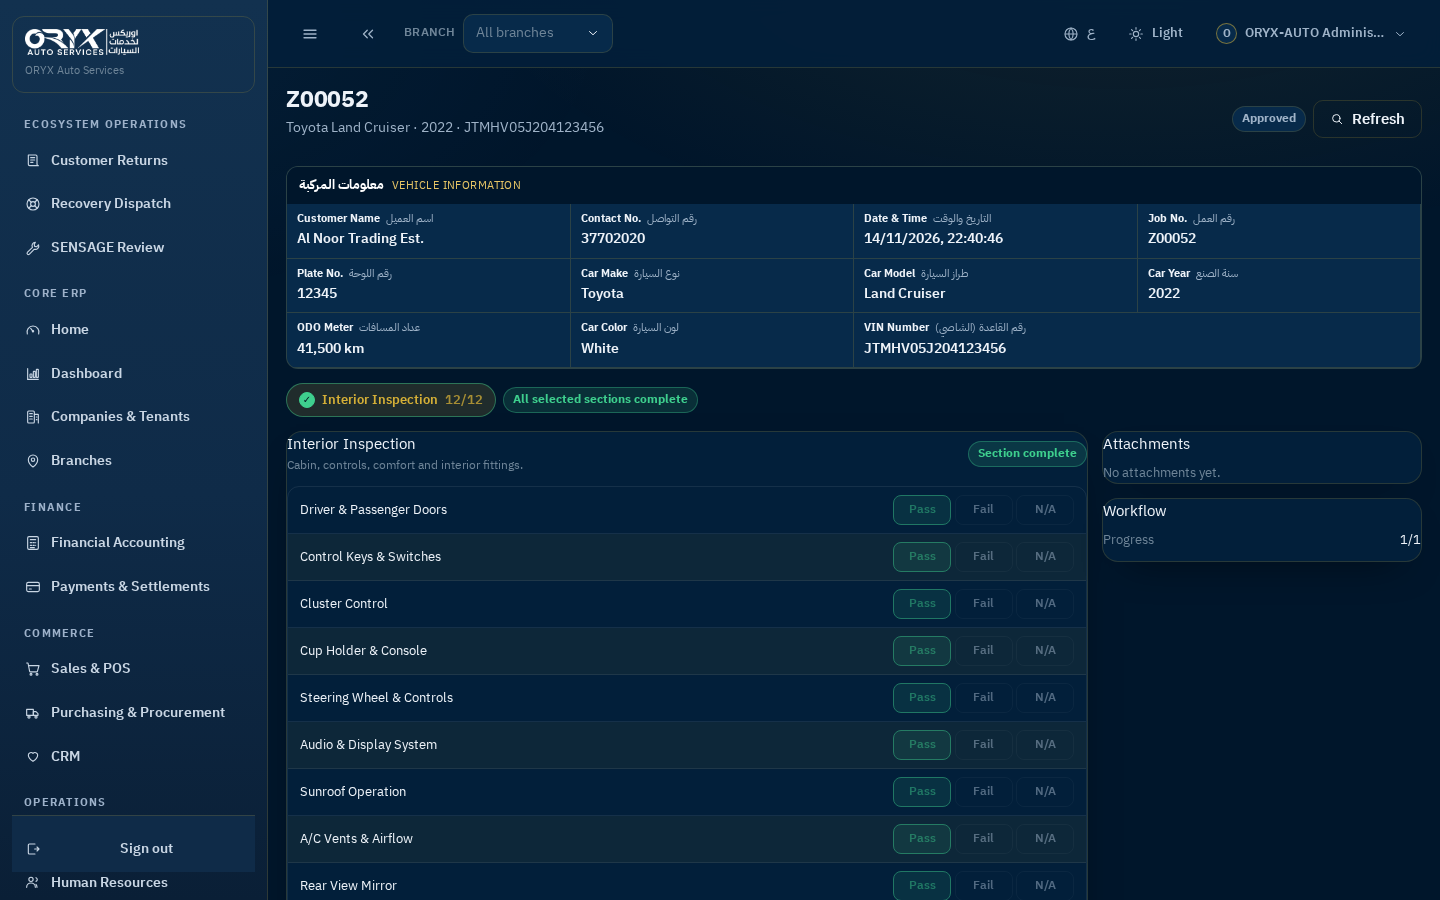 ORYX
AUTO SERVICES
اوريكس
لخدمات
السيارات
ORYX Auto Services
ECOSYSTEM OPERATIONS
Customer Returns
Recovery Dispatch
SENSAGE Review
CORE ERP
Home
Dashboard
Companies & Tenants
Branches
FINANCE
Financial Accounting
Payments & Settlements
COMMERCE
Sales & POS
Purchasing & Procurement
CRM
OPERATIONS
Sign out
Human Resources
BRANCH All branches
ع
Light
O ORYX-AUTO Adminis...
Z00052
Toyota Land Cruiser · 2022 · JTMHV05J204123456
Approved
Refresh
معلومات المركبة VEHICLE INFORMATION
Customer Name اسم العميل
Al Noor Trading Est.
Contact No. رقم التواصل
37702020
Date & Time التاريخ والوقت
14/11/2026, 22:40:46
Job No. رقم العمل
Z00052
Plate No. رقم اللوحة
12345
Car Make نوع السيارة
Toyota
Car Model طراز السيارة
Land Cruiser
Car Year سنة الصنع
2022
ODO Meter عداد المسافات
41,500 km
Car Color لون السيارة
White
VIN Number رقم القاعدة (الشاصي)
JTMHV05J204123456
Interior Inspection 12/12
All selected sections complete
Interior Inspection
Cabin, controls, comfort and interior fittings.
Section complete
Driver & Passenger Doors Pass Fail N/A
Control Keys & Switches Pass Fail N/A
Cluster Control Pass Fail N/A
Cup Holder & Console Pass Fail N/A
Steering Wheel & Controls Pass Fail N/A
Audio & Display System Pass Fail N/A
Sunroof Operation Pass Fail N/A
A/C Vents & Airflow Pass Fail N/A
Rear View Mirror Pass Fail N/A
Attachments
No attachments yet.
Workflow
Progress 1/1